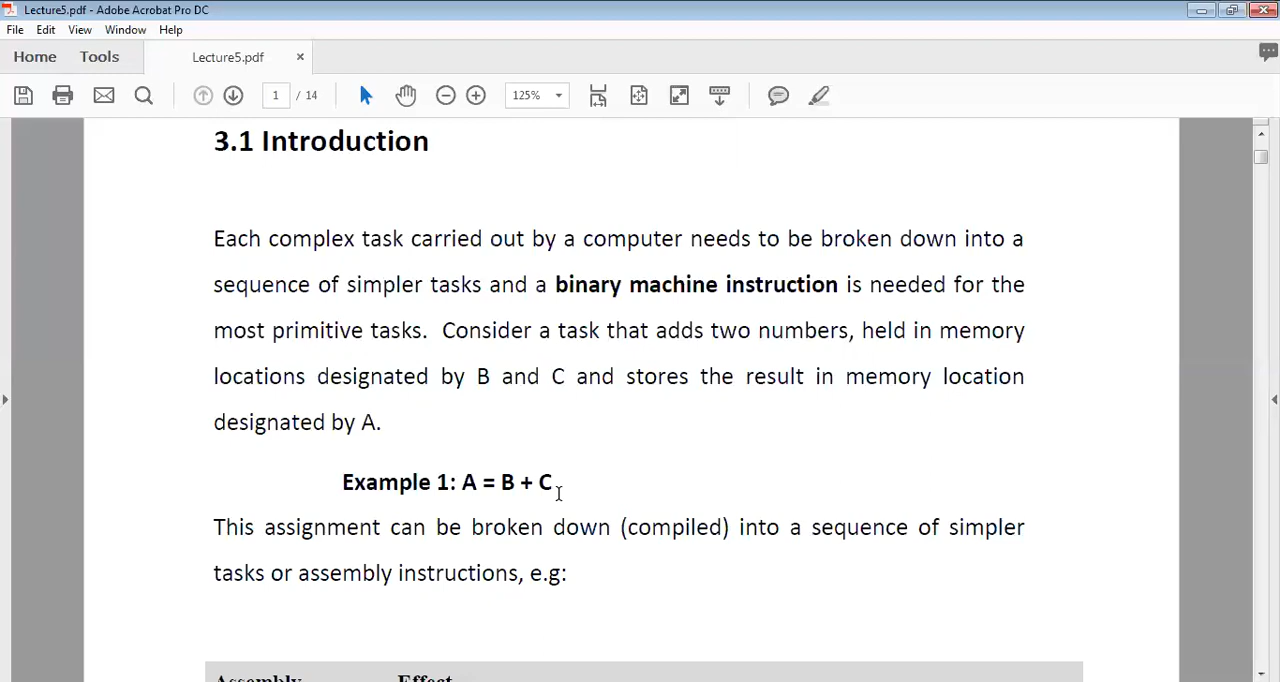 Lecture5.pdf - Adobe Acrobat Pro DC
File Edit View Window Help
Home Tools Lecture5.pdf ×
1 / 14 125%
3.1 Introduction
Each complex task carried out by a computer needs to be broken down into a
sequence of simpler tasks and a binary machine instruction is needed for the
most primitive tasks. Consider a task that adds two numbers, held in memory
locations designated by B and C and stores the result in memory location
designated by A.
Example 1: A = B + C
This assignment can be broken down (compiled) into a sequence of simpler
tasks or assembly instructions, e.g:
Assembly Effect